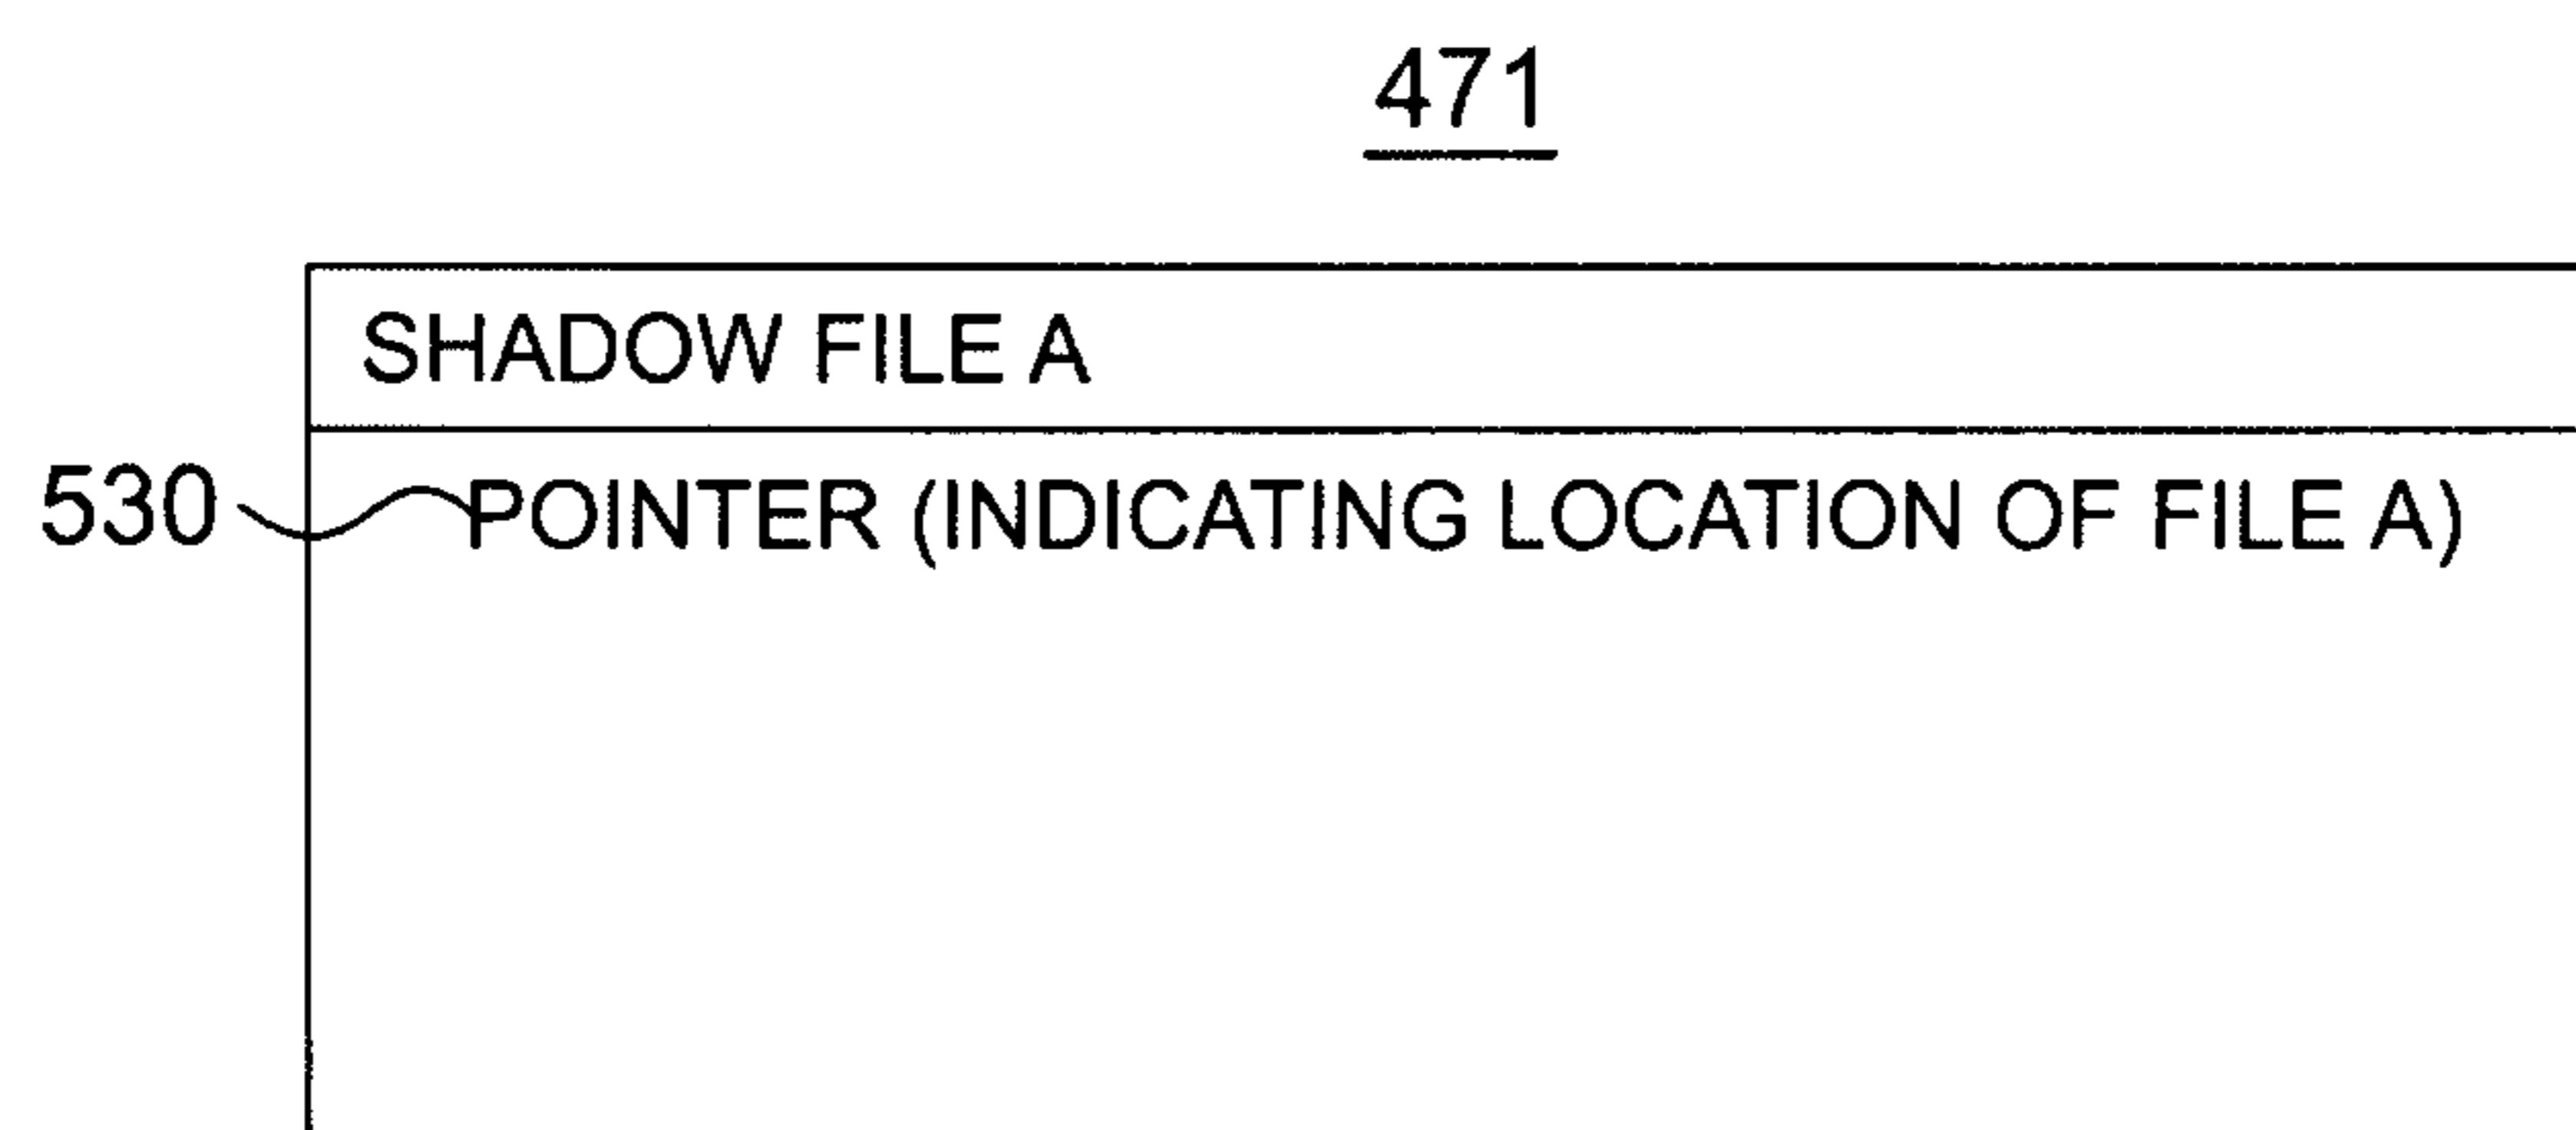 471
SHADOW FILE A
530 POINTER (INDICATING LOCATION OF FILE A)